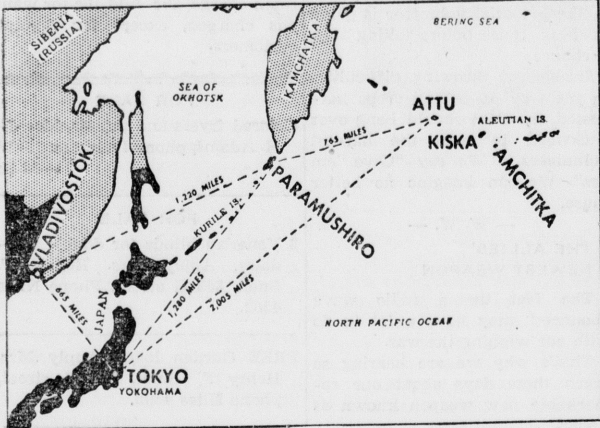 BERING SEA
SIBERIA
(RUSSIA)
SEA OF
OKHOTSK
KAMCHATKA
ATTU
ALEUTIAN IS.
KISKA
AMCHITKA
765 MILES
VLADIVOSTOK
1,220 MILES
PARAMUSHIRO
KURILE IS.
665 MILES
JAPAN
1,280 MILES
2,005 MILES
NORTH PACIFIC OCEAN
TOKYO
YOKOHAMA